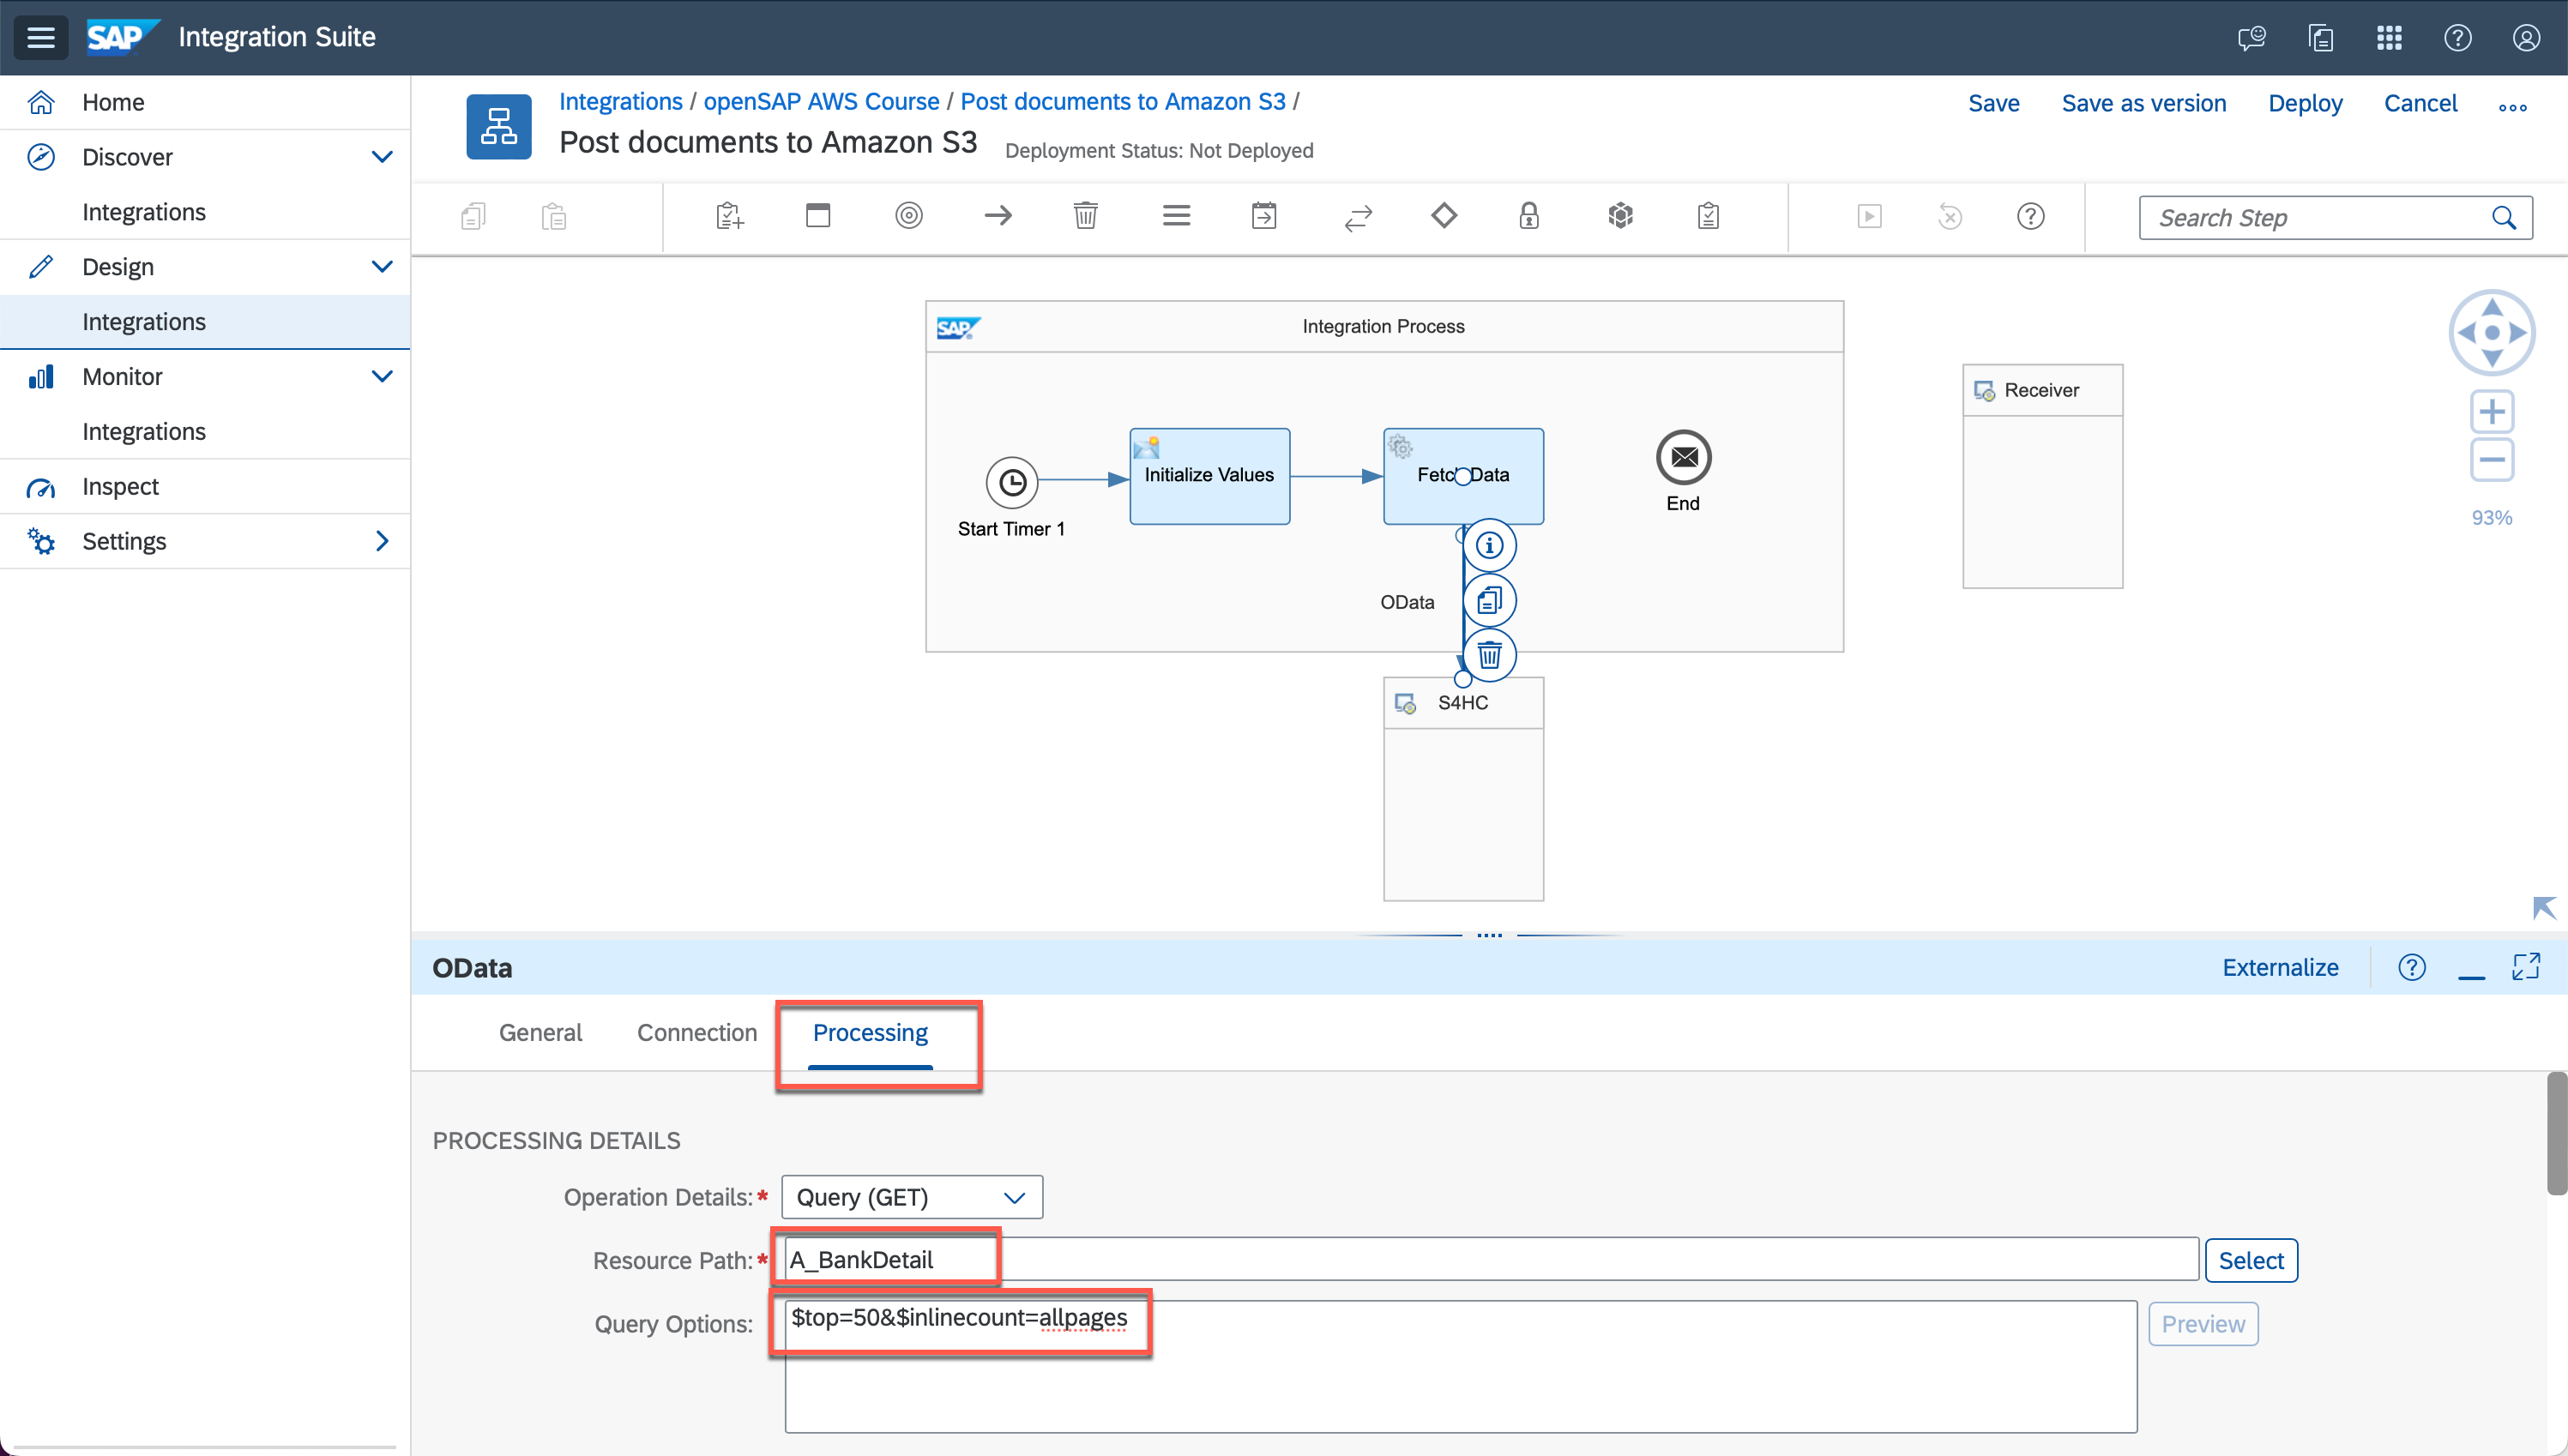 SAP Integration Suite
Home
Discover
Integrations
Design
Integrations
Monitor
Integrations
Inspect
Settings
Integrations / openSAP AWS Course / Post documents to Amazon S3 /
Post documents to Amazon S3 Deployment Status: Not Deployed
Save Save as version Deploy Cancel
Search Step
SAP Integration Process
Receiver
Start Timer 1
Initialize Values
Fetch Data
End
OData
S4HC
93%
OData
Externalize
General Connection Processing
PROCESSING DETAILS
Operation Details:* Query (GET)
Resource Path:* A_BankDetail Select
Query Options: $top=50&$inlinecount=allpages Preview